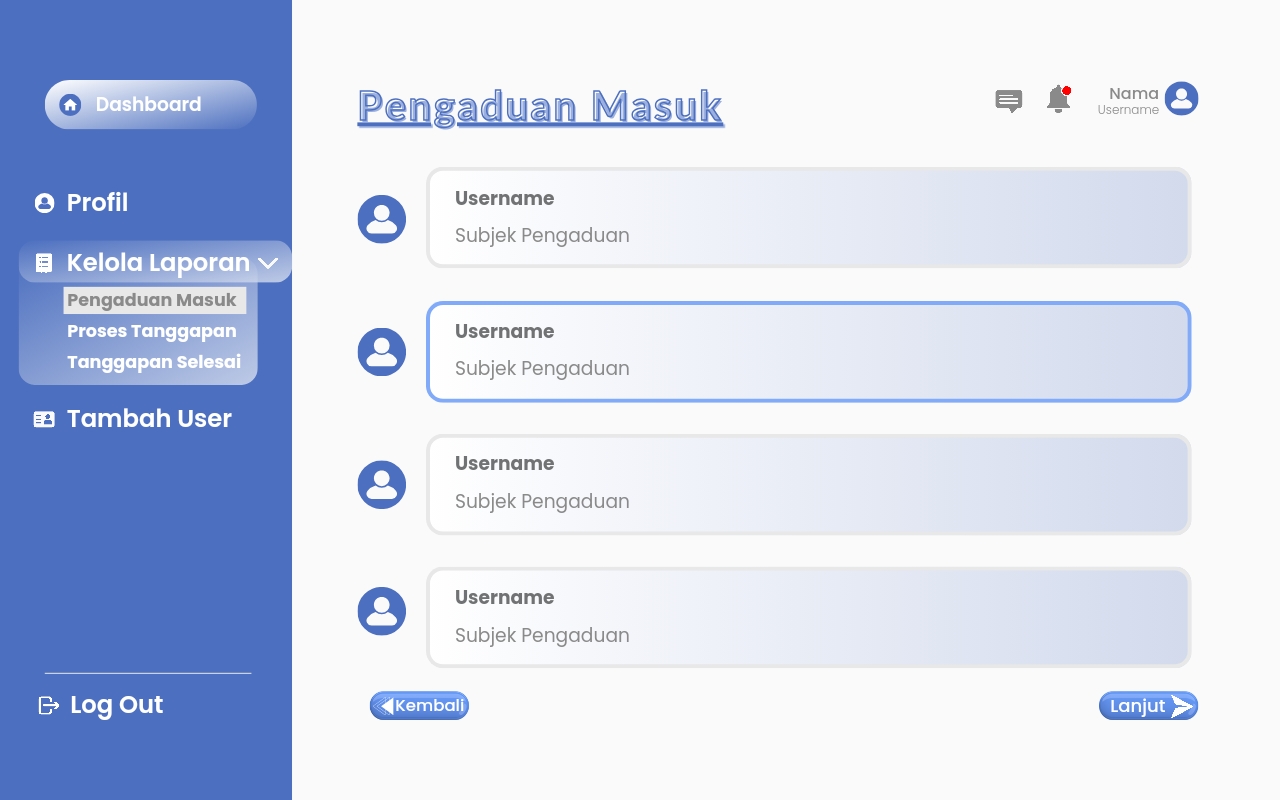 Dashboard
Profil
Kelola Laporan
Pengaduan Masuk
Proses Tanggapan
Tanggapan Selesai
Tambah User
Log Out
Pengaduan Masuk
Nama
Username
Username
Subjek Pengaduan
Username
Subjek Pengaduan
Username
Subjek Pengaduan
Username
Subjek Pengaduan
Kembali
Lanjut